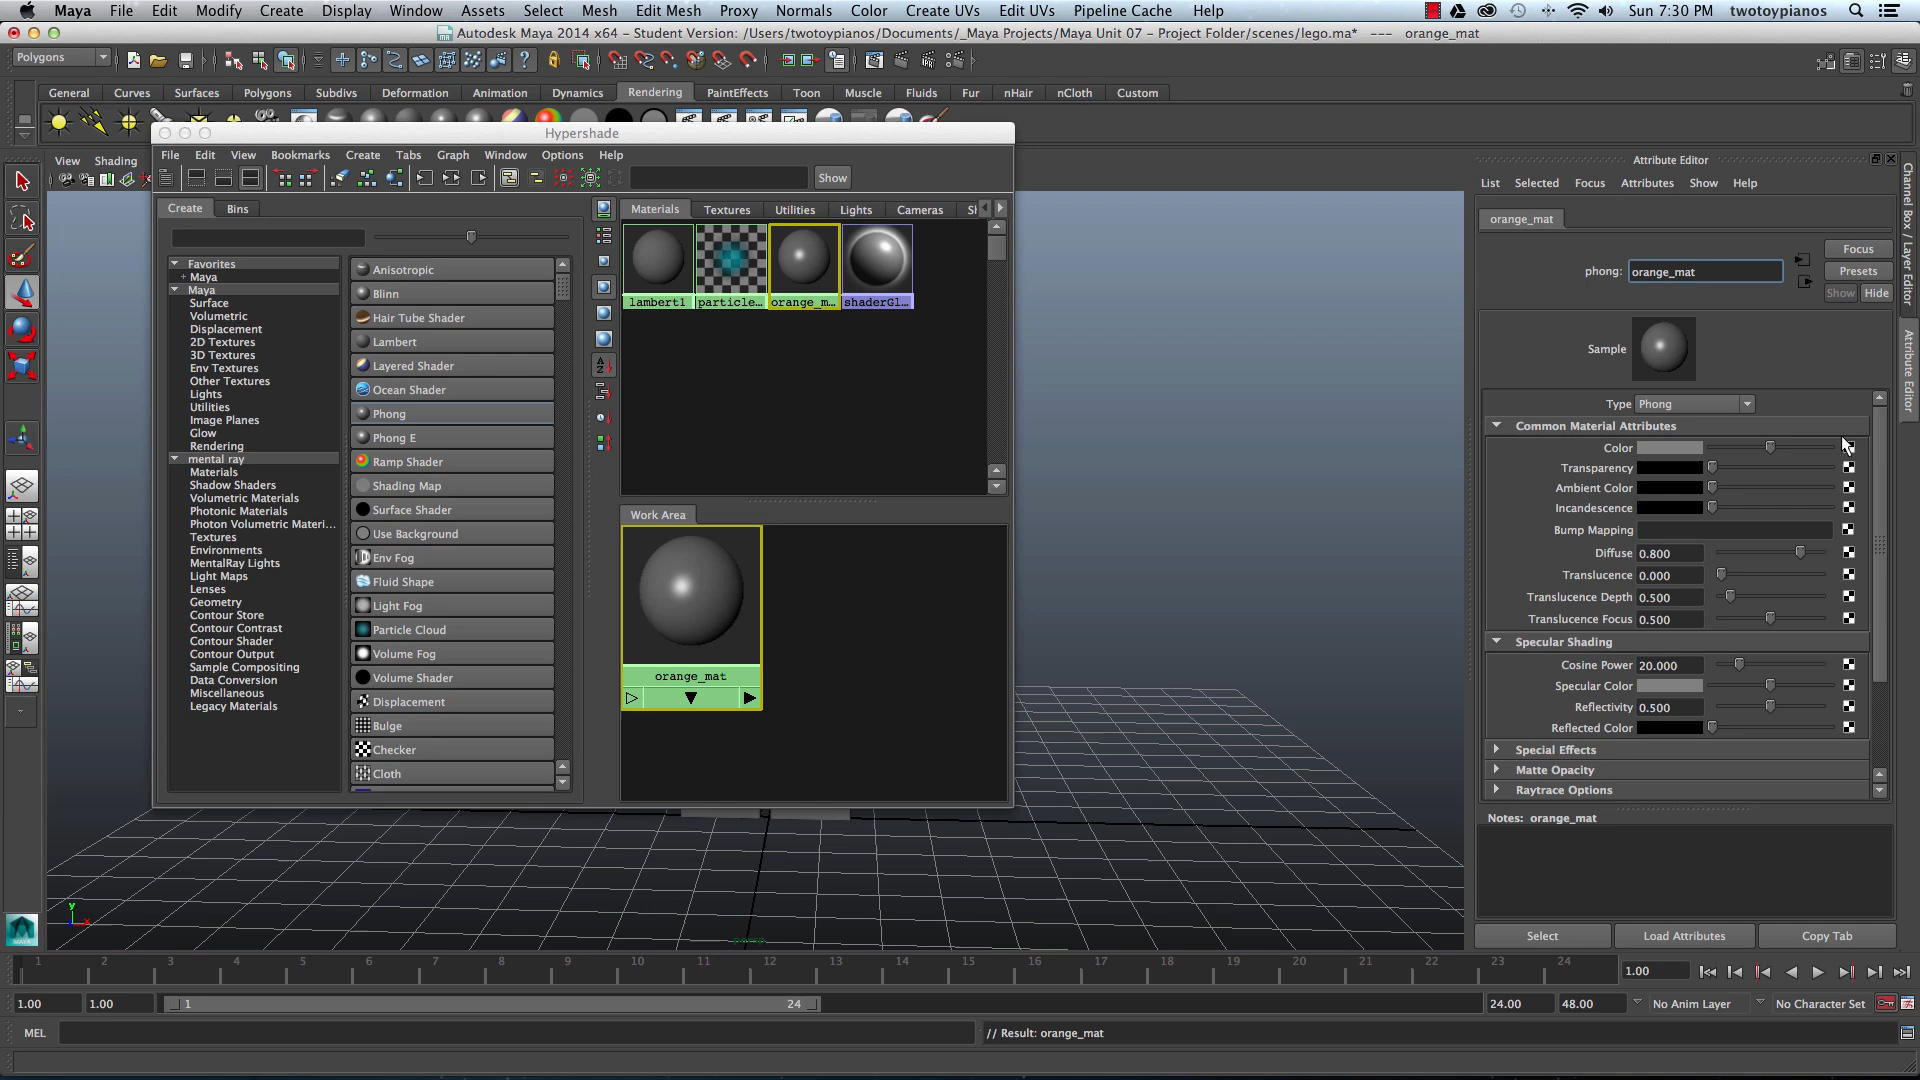 Maya File Edit Modify Create Display Window Assets Select Mesh Edit Mesh Proxy Normals Color Create UVs Edit UVs Pipeline Cache Help Sun 7:30 PM twotoypianos
Autodesk Maya 2014 x64 - Student Version: /Users/twotoypianos/Documents/_Maya Projects/Maya Unit 07 - Project Folder/scenes/lego.ma* --- orange_mat
Polygons
General Curves Surfaces Polygons Subdivs Deformation Animation Dynamics Rendering PaintEffects Toon Muscle Fluids Fur nHair nCloth Custom
Hypershade
View Shading
File Edit View Bookmarks Create Tabs Graph Window Options Help
Show
Create Bins
Materials Textures Utilities Lights Cameras
Favorites
+ Maya
Maya
Surface
Volumetric
Displacement
2D Textures
3D Textures
Env Textures
Other Textures
Lights
Utilities
Image Planes
Glow
Rendering
mental ray
Materials
Shadow Shaders
Volumetric Materials
Photonic Materials
Photon Volumetric Materi...
Textures
Environments
MentalRay Lights
Light Maps
Lenses
Geometry
Contour Store
Contour Contrast
Contour Shader
Contour Output
Sample Compositing
Data Conversion
Miscellaneous
Legacy Materials
Anisotropic
Blinn
Hair Tube Shader
Lambert
Layered Shader
Ocean Shader
Phong
Phong E
Ramp Shader
Shading Map
Surface Shader
Use Background
Env Fog
Fluid Shape
Light Fog
Particle Cloud
Volume Fog
Volume Shader
Displacement
Bulge
Checker
Cloth
lambert1 particle... orange_m... shaderGl...
Work Area
orange_mat
Attribute Editor
List Selected Focus Attributes Show Help
orange_mat
Focus
phong: orange_mat Presets
Show Hide
Sample
Type Phong
Common Material Attributes
Color
Transparency
Ambient Color
Incandescence
Bump Mapping
Diffuse 0.800
Translucence 0.000
Translucence Depth 0.500
Translucence Focus 0.500
Specular Shading
Cosine Power 20.000
Specular Color
Reflectivity 0.500
Reflected Color
Special Effects
Matte Opacity
Raytrace Options
Notes: orange_mat
Select Load Attributes Copy Tab
Channel Box / Layer Editor
Attribute Editor
y
x
persp
1 2 3 4 5 6 7 8 9 10 11 12 13 14 15 16 17 18 19 20 21 22 23 24 1.00
1.00 1.00 1 24 24.00 48.00 No Anim Layer No Character Set
MEL // Result: orange_mat